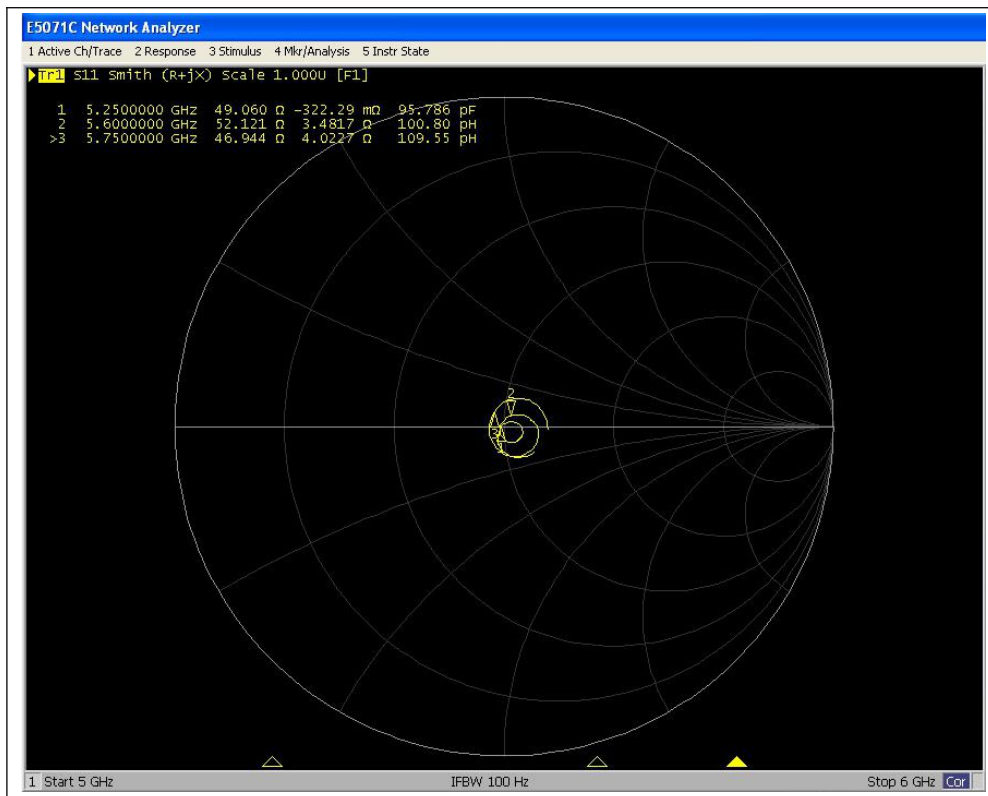 E5071C Network Analyzer
1 Active Ch/Trace 2 Response 3 Stimulus 4 Mkr/Analysis 5 Instr State
Tr1 S11 Smith (R+jX) Scale 1.000U [F1]
1 5.2500000 GHz 49.060 Ω -322.29 mΩ 95.786 pF
2 5.6000000 GHz 52.121 Ω 3.4817 Ω 100.80 pH
>3 5.7500000 GHz 46.944 Ω 4.0227 Ω 109.55 pH
2
3
1 Start 5 GHz IFBW 100 Hz Stop 6 GHz Cor